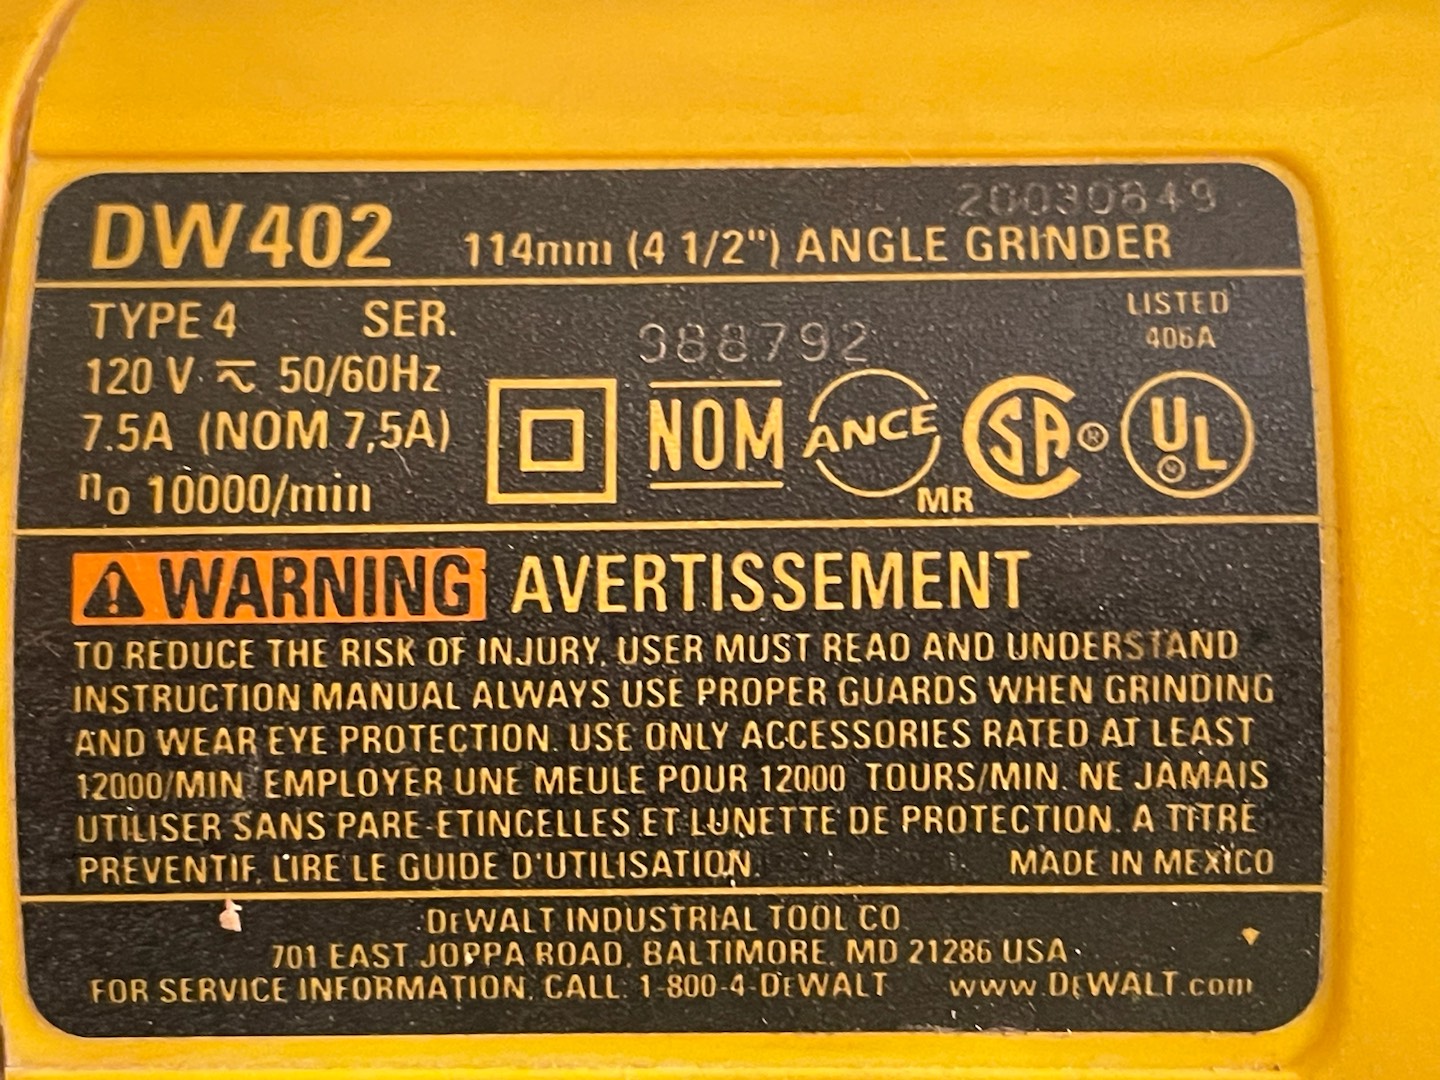 20030849
DW402 114mm (4 1/2") ANGLE GRINDER
TYPE 4 SER. 388792
LISTED
406A
120 V ⏦ 50/60Hz
7.5A (NOM 7,5A)
NOM ANCE MR SA® UL
n₀ 10000/min
⚠ WARNING AVERTISSEMENT
TO REDUCE THE RISK OF INJURY, USER MUST READ AND UNDERSTAND
INSTRUCTION MANUAL ALWAYS USE PROPER GUARDS WHEN GRINDING
AND WEAR EYE PROTECTION. USE ONLY ACCESSORIES RATED AT LEAST
12000/MIN. EMPLOYER UNE MEULE POUR 12000 TOURS/MIN. NE JAMAIS
UTILISER SANS PARE-ETINCELLES ET LUNETTE DE PROTECTION. A TITRE
PREVENTIF, LIRE LE GUIDE D'UTILISATION.
MADE IN MEXICO
DEWALT INDUSTRIAL TOOL CO.
701 EAST JOPPA ROAD, BALTIMORE, MD 21286 USA
FOR SERVICE INFORMATION, CALL 1-800-4-DEWALT www.DEWALT.com